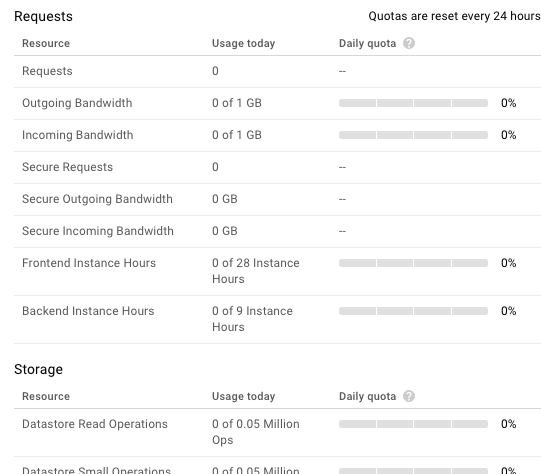 Requests Quotas are reset every 24 hours
Resource Usage today Daily quota ?
Requests 0 --
Outgoing Bandwidth 0 of 1 GB 0%
Incoming Bandwidth 0 of 1 GB 0%
Secure Requests 0 --
Secure Outgoing Bandwidth 0 GB --
Secure Incoming Bandwidth 0 GB --
Frontend Instance Hours 0 of 28 Instance 0%
Hours
Backend Instance Hours 0 of 9 Instance 0%
Hours
Storage
Resource Usage today Daily quota ?
Datastore Read Operations 0 of 0.05 Million 0%
Ops
Datastore Small Operations 0 of 0.05 Million 0%